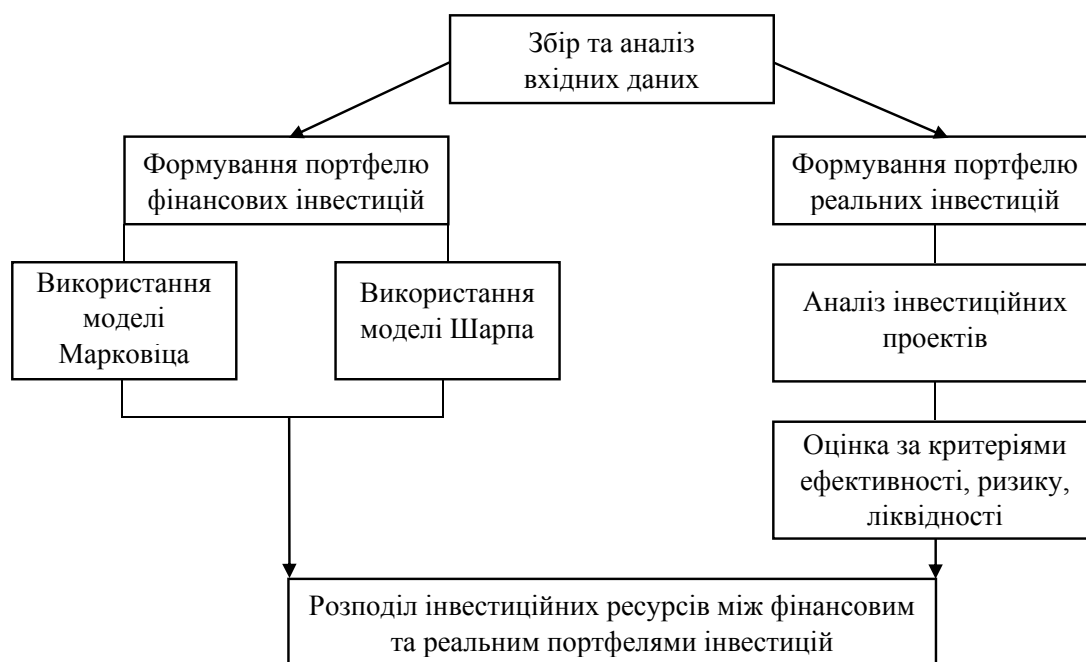 Збір та аналіз
вхідних даних
Формування портфелю
фінансових інвестицій
Формування портфелю
реальних інвестицій
Використання
моделі
Марковіца
Використання
моделі Шарпа
Аналіз інвестиційних
проектів
Оцінка за критеріями
ефективності, ризику,
ліквідності
Розподіл інвестиційних ресурсів між фінансовим
та реальним портфелями інвестицій